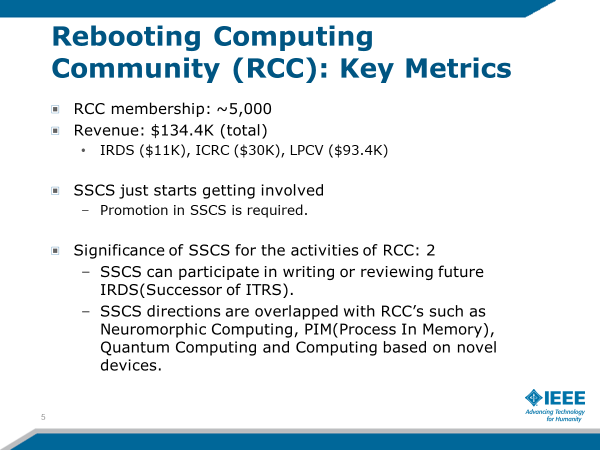 Rebooting Computing
Community (RCC): Key Metrics
RCC membership: ~5,000
Revenue: $134.4K (total)
• IRDS ($11K), ICRC ($30K), LPCV ($93.4K)
SSCS just starts getting involved
– Promotion in SSCS is required.
Significance of SSCS for the activities of RCC: 2
– SSCS can participate in writing or reviewing future
IRDS(Successor of ITRS).
– SSCS directions are overlapped with RCC’s such as
Neuromorphic Computing, PIM(Process In Memory),
Quantum Computing and Computing based on novel
devices.
5
IEEE
Advancing Technology
for Humanity